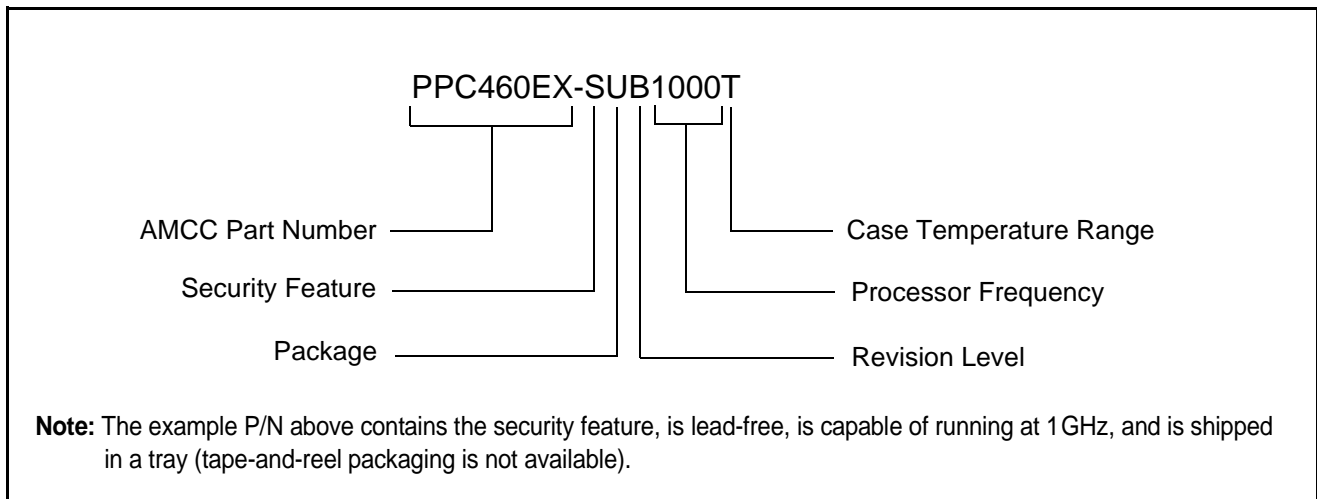 PPC460EX-SUB1000T
AMCC Part Number
Case Temperature Range
Security Feature
Processor Frequency
Package
Revision Level
Note: The example P/N above contains the security feature, is lead-free, is capable of running at 1GHz, and is shipped
in a tray (tape-and-reel packaging is not available).